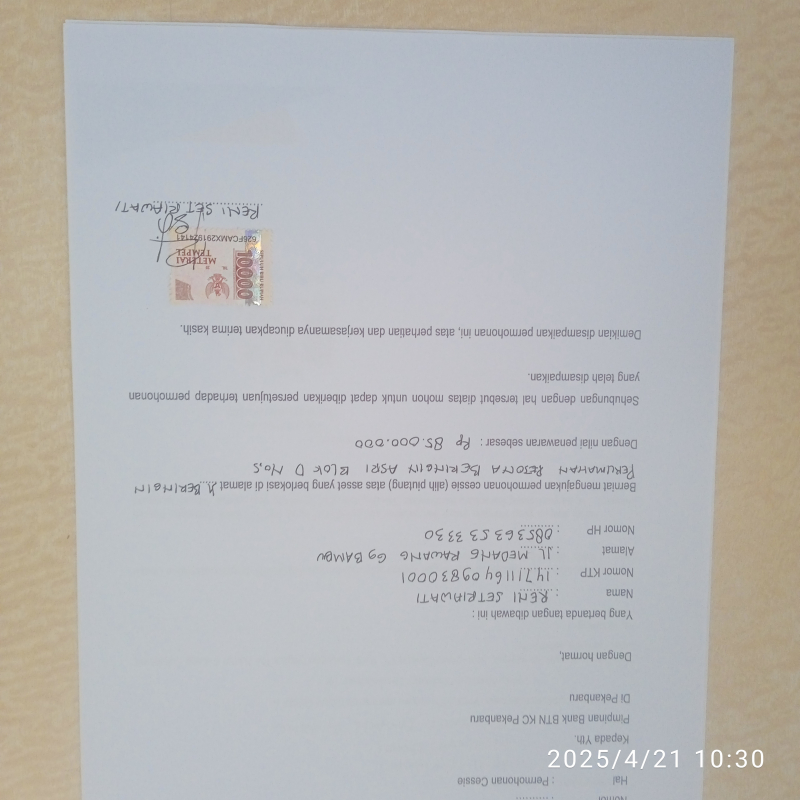 Nomor : ............
Hal : Permohonan Cessie
Kepada Yth.
Pimpinan Bank BTN KC Pekanbaru
Di Pekanbaru
Dengan hormat,
Yang bertanda tangan dibawah ini :
Nama : RENI SETRIAWATI
Nomor KTP : 1471116409830001
Alamat : JL MEDANG RAWANG Gg BAMBU
Nomor HP : 085363533330
Berniat mengajukan permohonan cessie (alih piutang) atas asset yang berlokasi di alamat JL BERINGIN
PERUMAHAN PESONA BERINGIN ASRI BLOK D No,5
Dengan nilai penawaran sebesar : Rp 85.000.000
Sehubungan dengan hal tersebut diatas mohon untuk dapat diberikan persetujuan terhadap permohonan
yang telah disampaikan.
Demikian disampaikan permohonan ini, atas perhatian dan kerjasamanya diucapkan terima kasih.
10000
METERAI
TEMPEL
626FCAMX291924141
RENI SETRIAWATI
2025/4/21 10:30